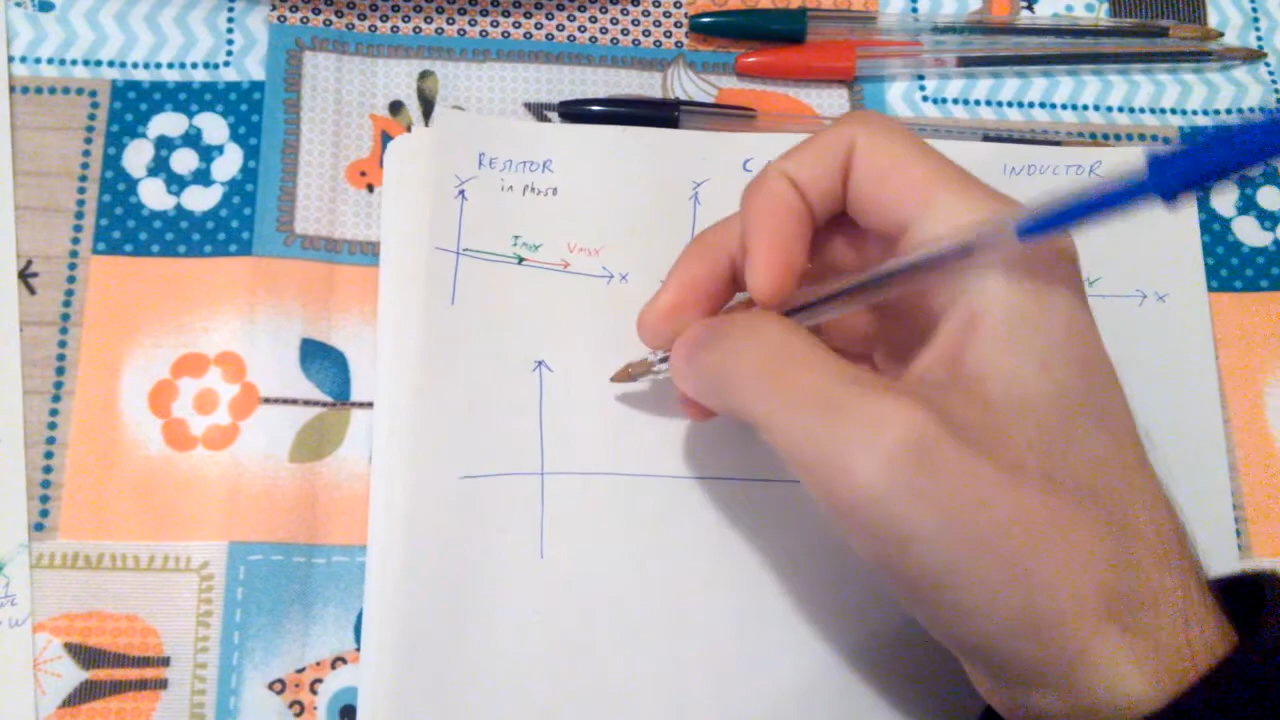 RESITOR
in phase
Y
Imax
Vmax
X
C
Y
INDUCTOR
X